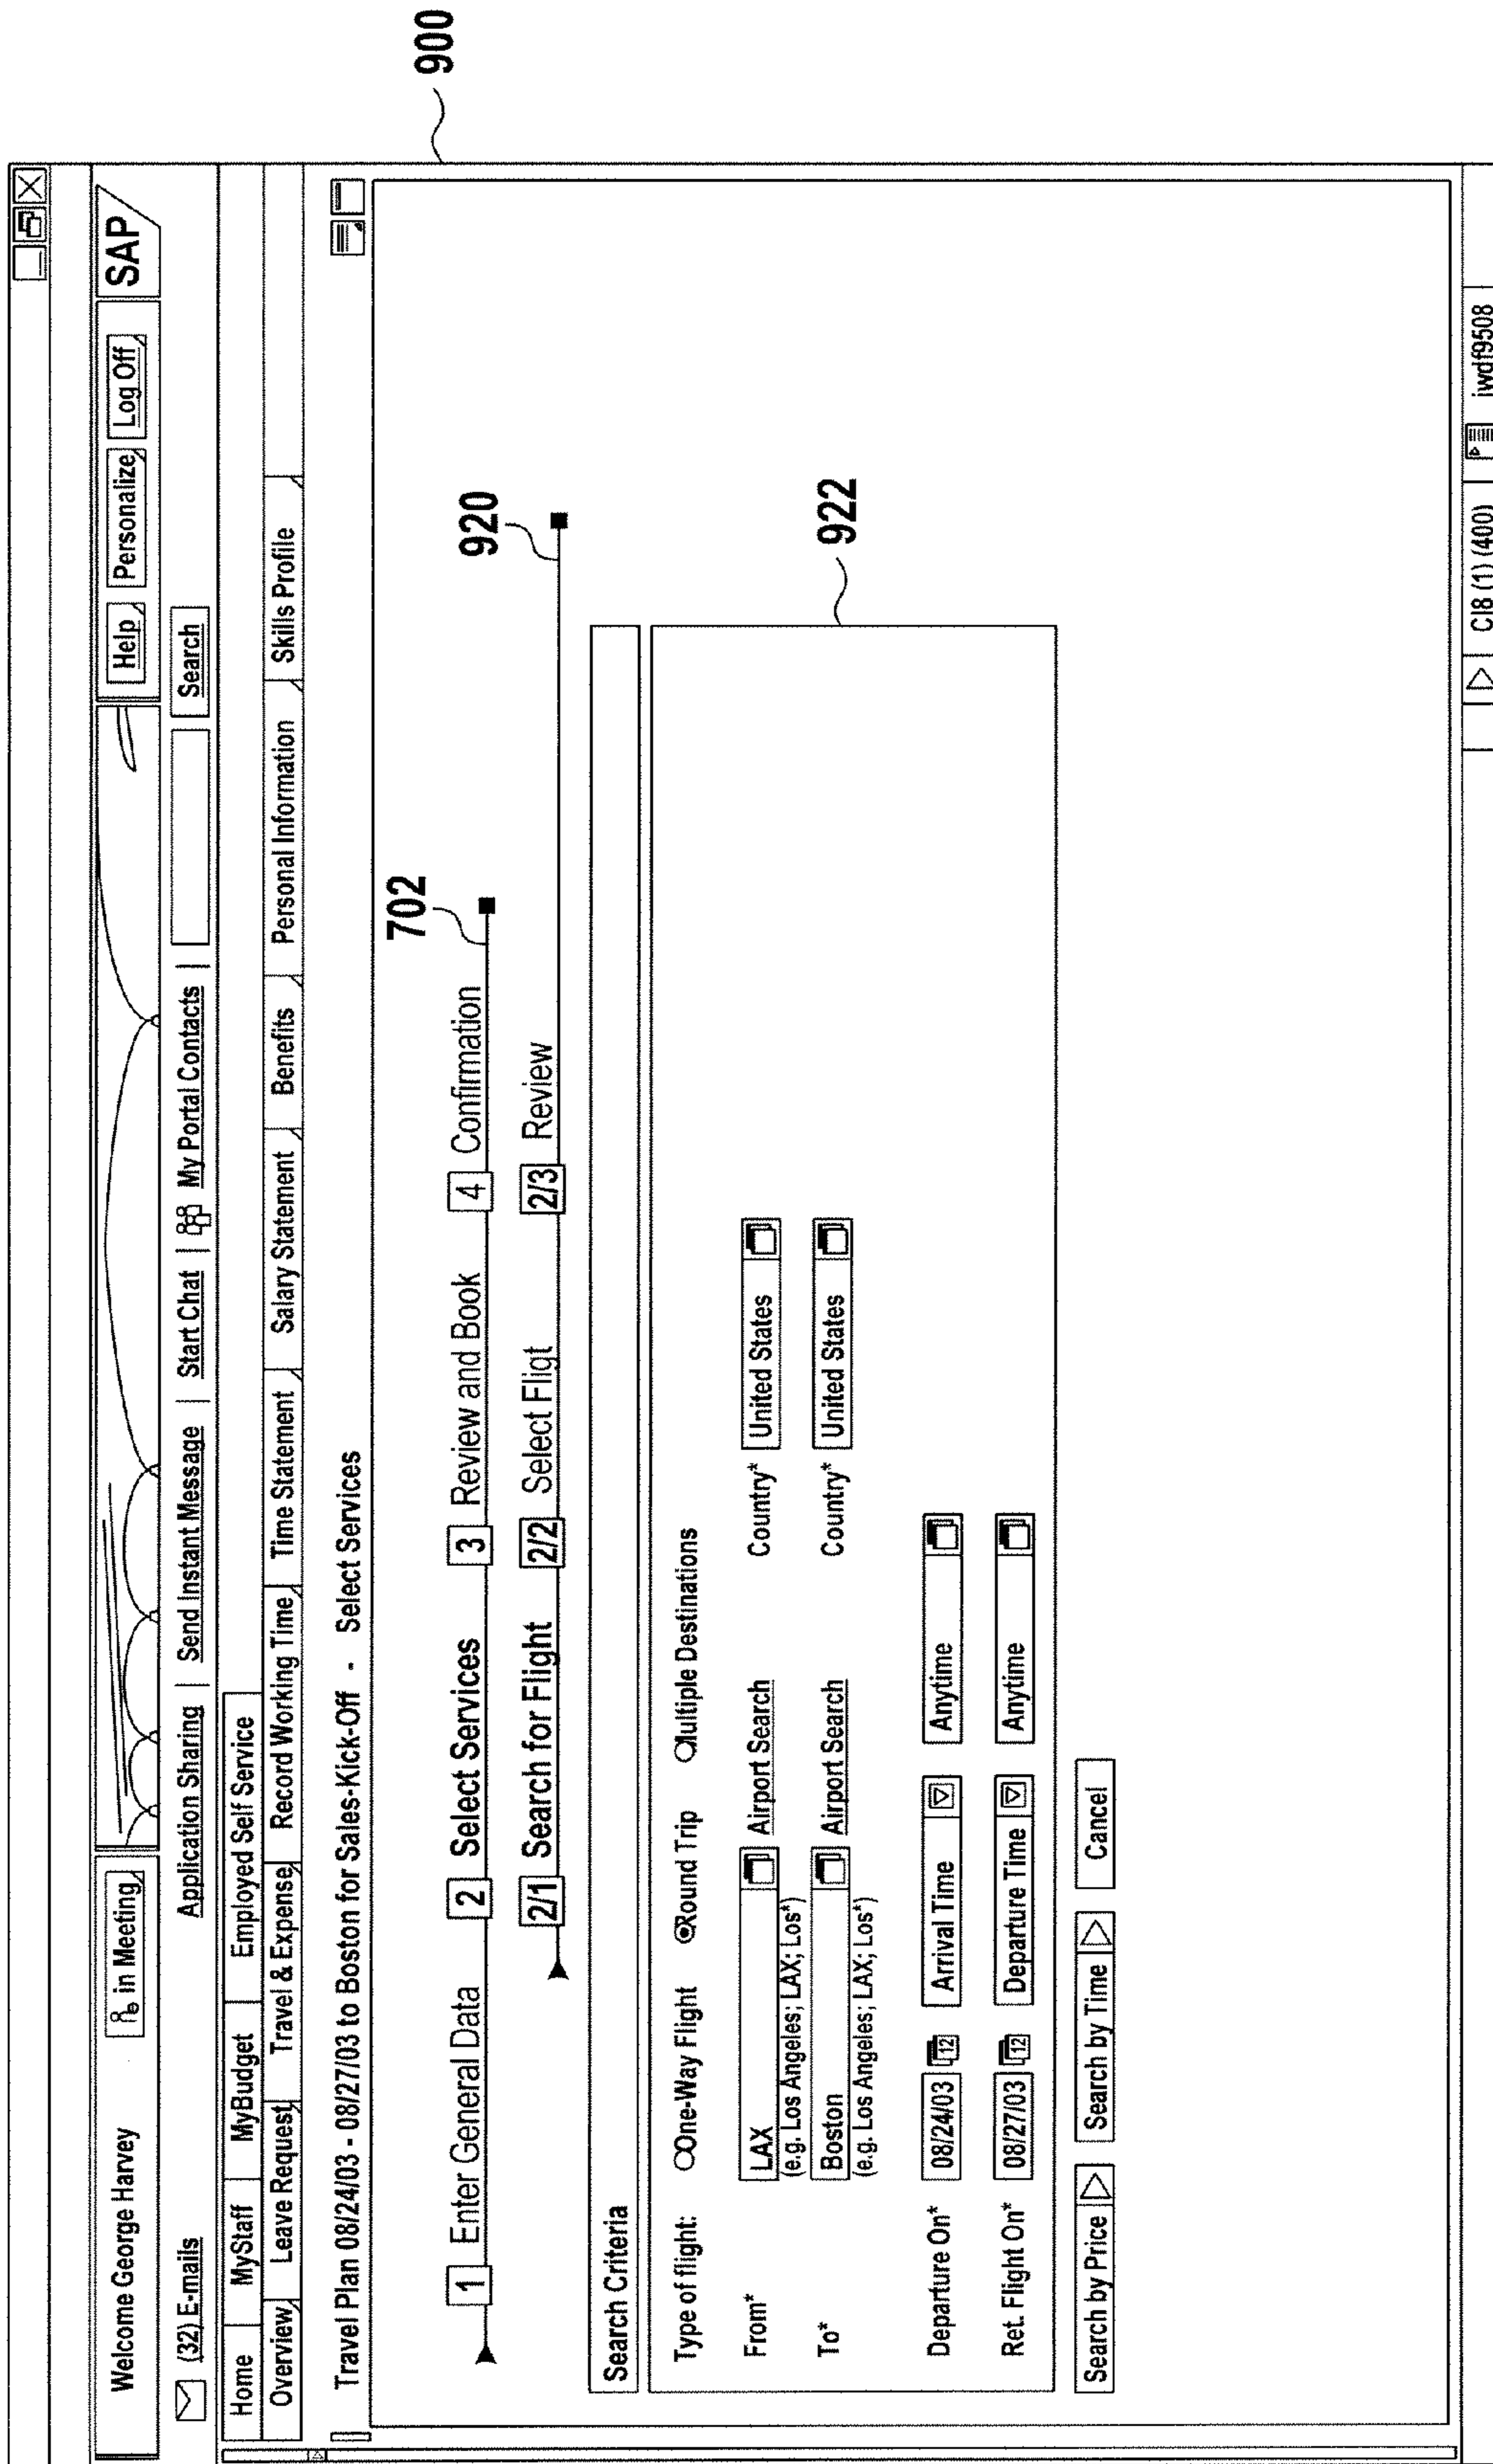 900
Welcome George Harvey in Meeting Help Personalize Log Off SAP
(32) E-mails Application Sharing | Send Instant Message | Start Chat | My Portal Contacts | Search
Home MyStaff MyBudget Employed Self Service
Overview Leave Request Travel & Expense Record Working Time Time Statement Salary Statement Benefits Personal Information Skills Profile
Travel Plan 08/24/03 - 08/27/03 to Boston for Sales-Kick-Off - Select Services
702
1 Enter General Data 2 Select Services 3 Review and Book 4 Confirmation
920
2/1 Search for Flight 2/2 Select Fligt 2/3 Review
Search Criteria
922
Type of flight: One-Way Flight Round Trip Multiple Destinations
From* LAX Airport Search Country* United States
(e.g. Los Angeles; LAX; Los*)
To* Boston Airport Search Country* United States
(e.g. Los Angeles; LAX; Los*)
Departure On* 08/24/03 12 Arrival Time Anytime
Ret. Flight On* 08/27/03 12 Departure Time Anytime
Search by Price Search by Time Cancel
CI8 (1) (400) iwdf9508